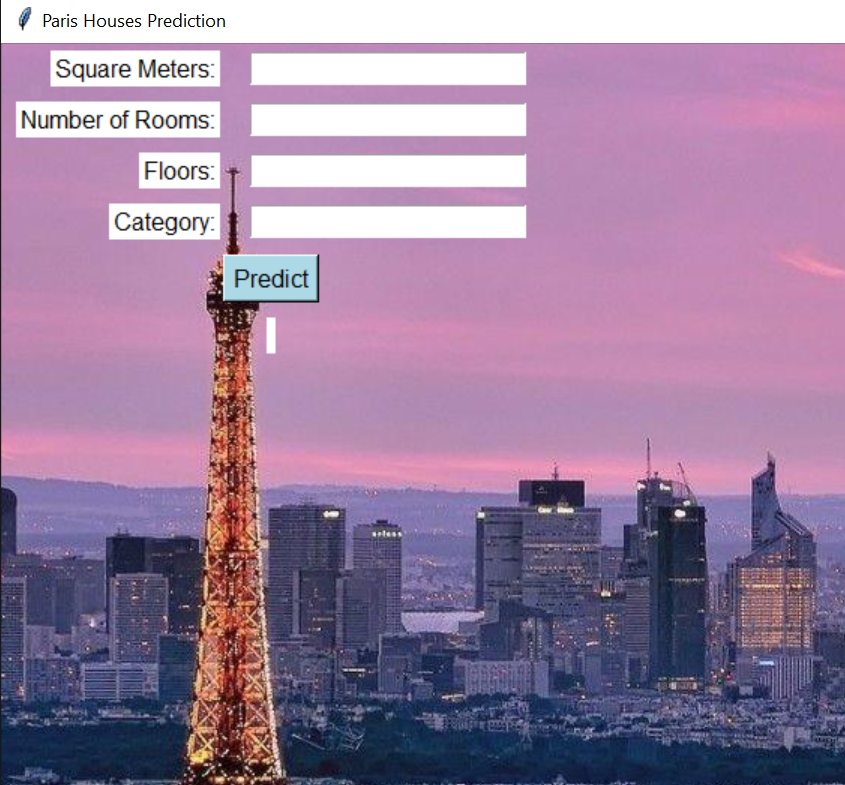 Paris Houses Prediction
Square Meters:
Number of Rooms:
Floors:
Category:
Predict